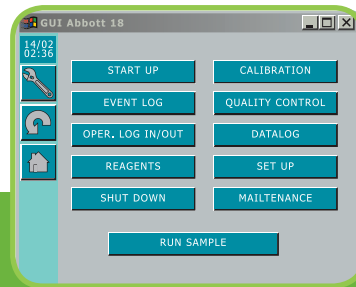 GUI Abbott 18
14/02
02:36
START UP
CALIBRATION
EVENT LOG
QUALITY CONTROL
OPER. LOG IN/OUT
DATALOG
REAGENTS
SET UP
SHUT DOWN
MAILTENANCE
RUN SAMPLE